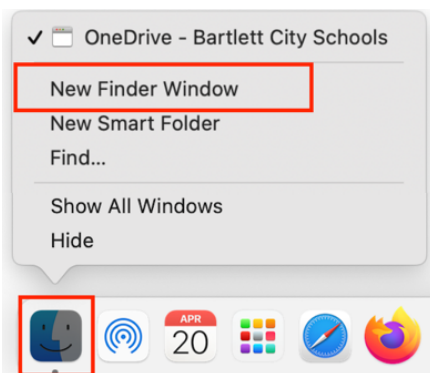 ✓ OneDrive - Bartlett City Schools
New Finder Window
New Smart Folder
Find...
Show All Windows
Hide
APR
20